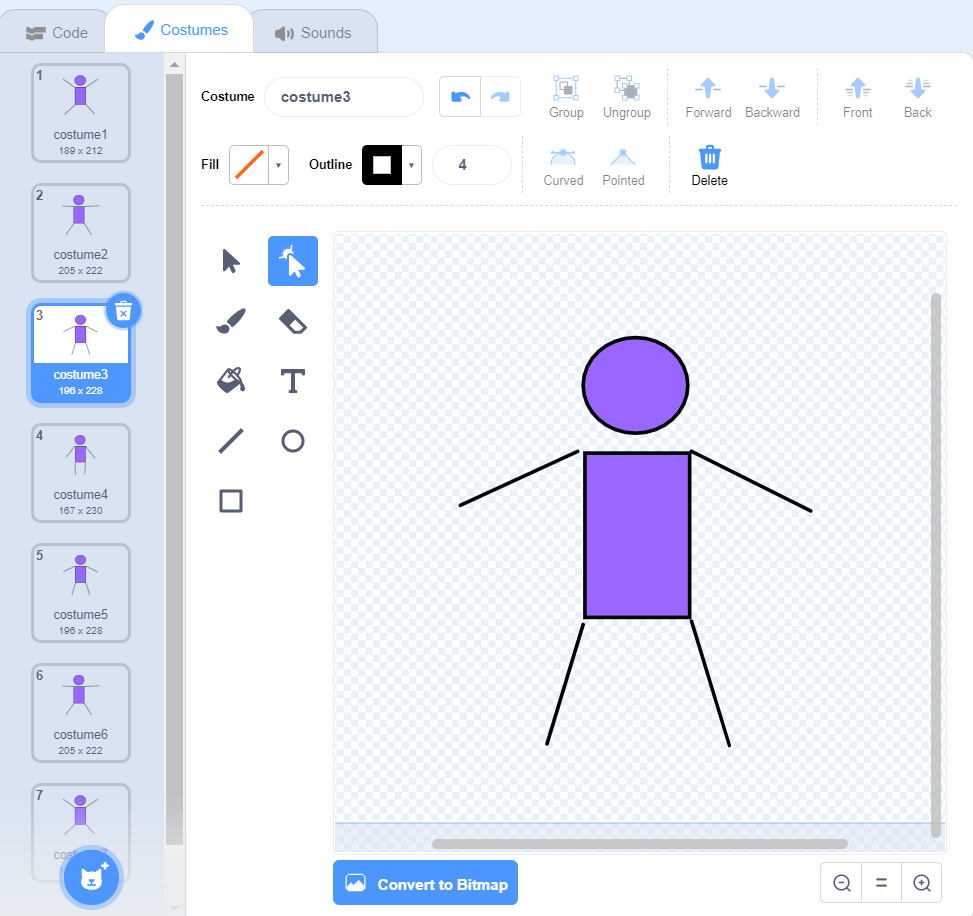 Code
Costumes
Sounds
1
costume1
189 x 212
2
costume2
205 x 222
3
costume3
196 x 228
4
costume4
167 x 230
5
costume5
196 x 228
6
costume6
205 x 222
7
Costume
costume3
Group
Ungroup
Forward
Backward
Front
Back
Fill
Outline
4
Curved
Pointed
Delete
T
Convert to Bitmap